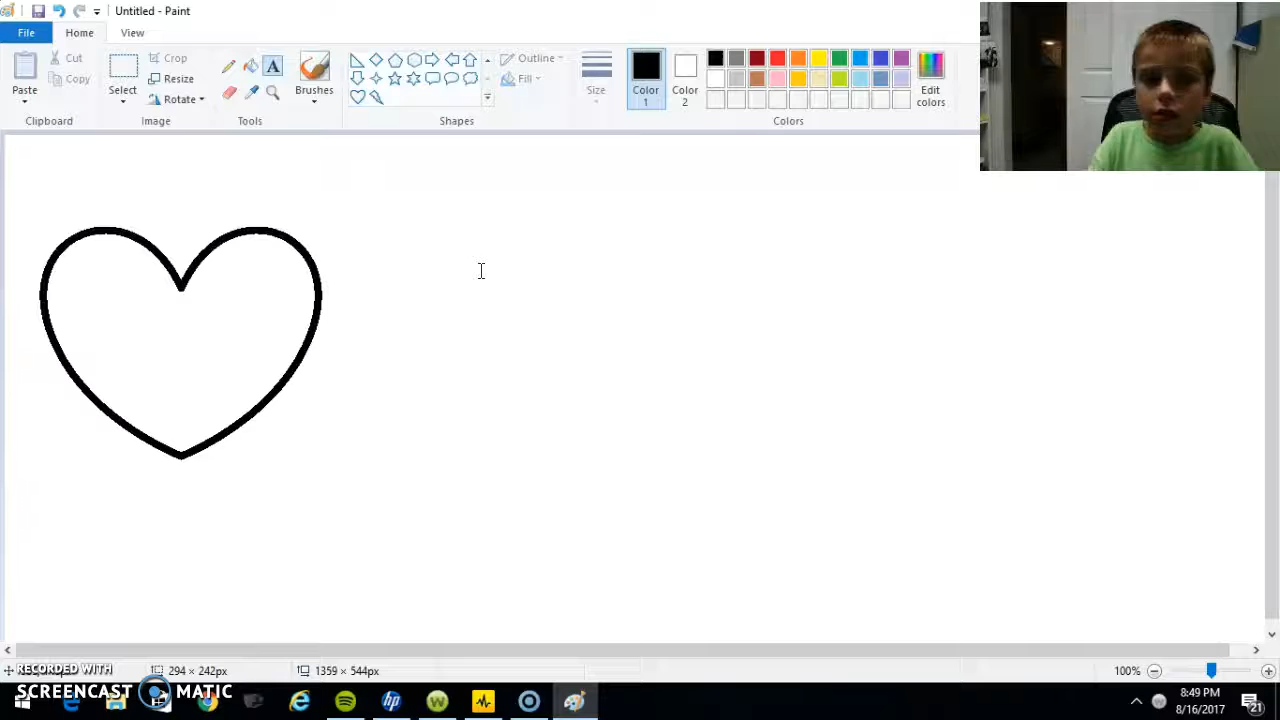 Untitled - Paint
File Home View
Paste
Cut
Copy
Clipboard
Select
Crop
Resize
Rotate
Image
A
Tools
Brushes
Outline
Fill
Shapes
Size
Color 1
Color 2
Edit colors
Colors
294 × 242px
1359 × 544px
100%
RECORDED WITH
SCREENCAST MATIC
8:49 PM
8/16/2017
21